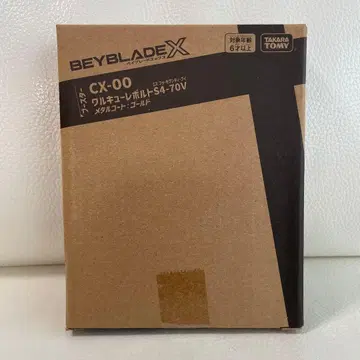 BEYBLADE X
ベイブレードエックス
対象年齢
6才以上
TAKARA
TOMY
ブースター
CX-00
ワルキューレボルトS4-70V
メタルコート：ゴールド